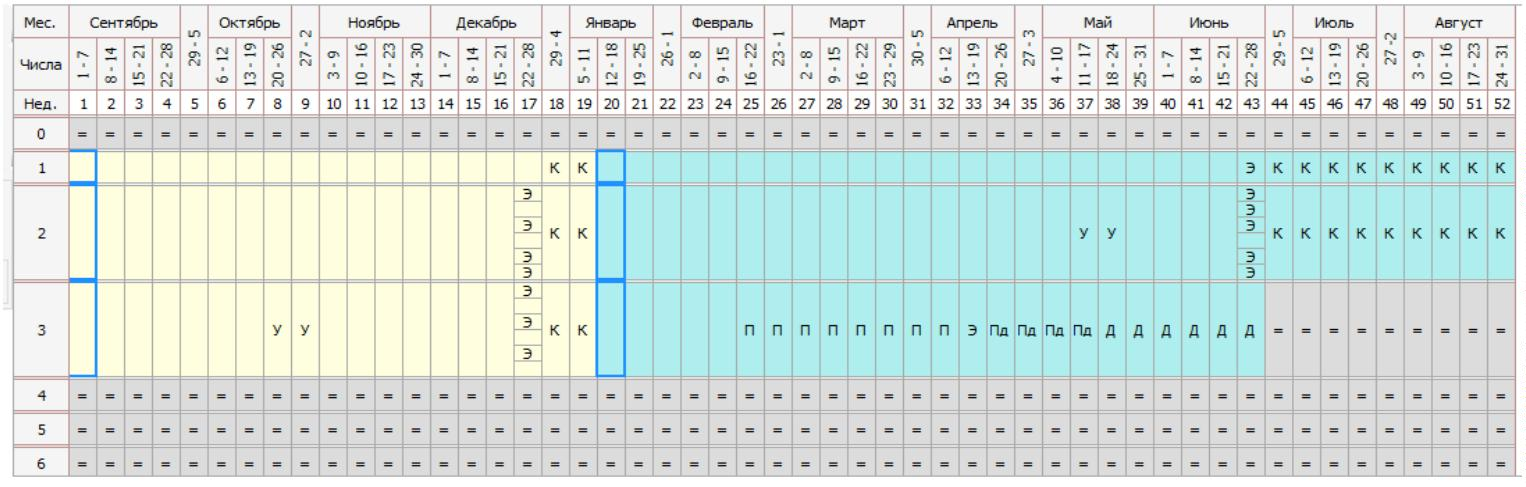 Мес. Сентябрь Октябрь Ноябрь Декабрь Январь Февраль Март Апрель Май Июнь Июль Август
Числа 1 - 7 8 - 14 15 - 21 22 - 28 29 - 5 6 - 12 13 - 19 20 - 26 27 - 2 3 - 9 10 - 16 17 - 23 24 - 30 1 - 7 8 - 14 15 - 21 22 - 28 29 - 4 5 - 11 12 - 18 19 - 25 26 - 1 2 - 8 9 - 15 16 - 22 23 - 1 2 - 8 9 - 15 16 - 22 23 - 29 30 - 5 6 - 12 13 - 19 20 - 26 27 - 3 4 - 10 11 - 17 18 - 24 25 - 31 1 - 7 8 - 14 15 - 21 22 - 28 29 - 5 6 - 12 13 - 19 20 - 26 27 -2 3 - 9 10 - 16 17 - 23 24 - 31
Нед. 1 2 3 4 5 6 7 8 9 10 11 12 13 14 15 16 17 18 19 20 21 22 23 24 25 26 27 28 29 30 31 32 33 34 35 36 37 38 39 40 41 42 43 44 45 46 47 48 49 50 51 52
0 = = = = = = = = = = = = = = = = = = = = = = = = = = = = = = = = = = = = = = = = = = = = = = = = = = = =
1 К К Э К К К К К К К К К
Э Э
Э
Э Э
2 К К У У К К К К К К К К К
Э Э
Э Э
Э
Э
3 У У К К П П П П П П П П Э Пд Пд Пд Пд Д Д Д Д Д Д = = = = = = = = =
Э
4 = = = = = = = = = = = = = = = = = = = = = = = = = = = = = = = = = = = = = = = = = = = = = = = = = = = =
5 = = = = = = = = = = = = = = = = = = = = = = = = = = = = = = = = = = = = = = = = = = = = = = = = = = = =
6 = = = = = = = = = = = = = = = = = = = = = = = = = = = = = = = = = = = = = = = = = = = = = = = = = = = =